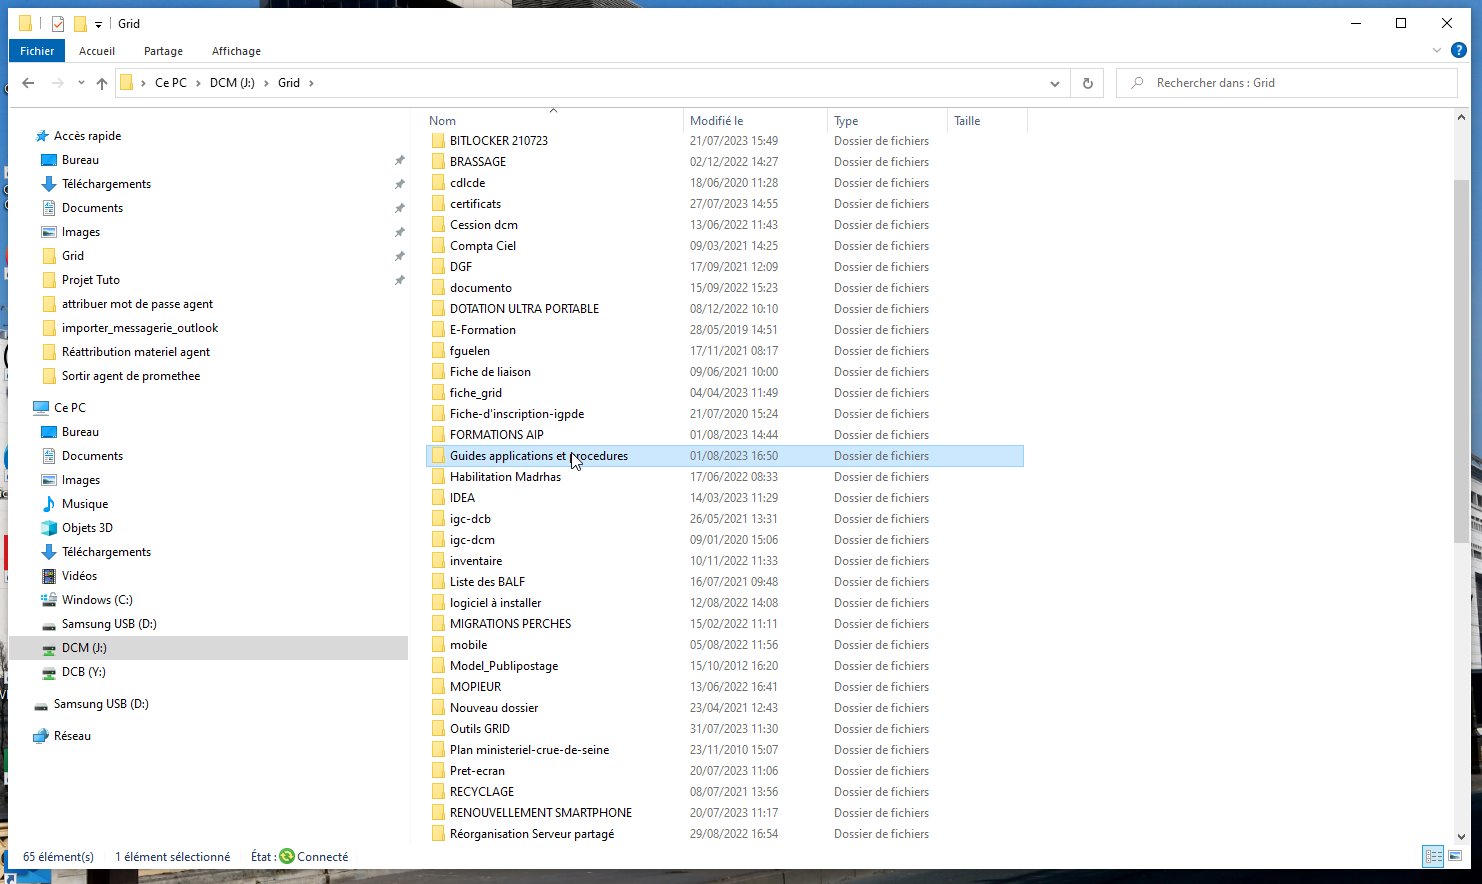 Grid
Fichier Accueil Partage Affichage
Ce PC > DCM (J:) > Grid > Rechercher dans : Grid
Accès rapide
Bureau
Téléchargements
Documents
Images
Grid
Projet Tuto
attribuer mot de passe agent
importer_messagerie_outlook
Réattribution materiel agent
Sortir agent de promethee
Ce PC
Bureau
Documents
Images
Musique
Objets 3D
Téléchargements
Vidéos
Windows (C:)
Samsung USB (D:)
DCM (J:)
DCB (Y:)
Samsung USB (D:)
Réseau
Nom Modifié le Type Taille
BITLOCKER 210723 21/07/2023 15:49 Dossier de fichiers
BRASSAGE 02/12/2022 14:27 Dossier de fichiers
cdlcde 18/06/2020 11:28 Dossier de fichiers
certificats 27/07/2023 14:55 Dossier de fichiers
Cession dcm 13/06/2022 11:43 Dossier de fichiers
Compta Ciel 09/03/2021 14:25 Dossier de fichiers
DGF 17/09/2021 12:09 Dossier de fichiers
documento 15/09/2022 15:23 Dossier de fichiers
DOTATION ULTRA PORTABLE 08/12/2022 10:10 Dossier de fichiers
E-Formation 28/05/2019 14:51 Dossier de fichiers
fguelen 17/11/2021 08:17 Dossier de fichiers
Fiche de liaison 09/06/2021 10:00 Dossier de fichiers
fiche_grid 04/04/2023 11:49 Dossier de fichiers
Fiche-d'inscription-igpde 21/07/2020 15:24 Dossier de fichiers
FORMATIONS AIP 01/08/2023 14:44 Dossier de fichiers
Guides applications et procedures 01/08/2023 16:50 Dossier de fichiers
Habilitation Madrhas 17/06/2022 08:33 Dossier de fichiers
IDEA 14/03/2023 11:29 Dossier de fichiers
igc-dcb 26/05/2021 13:31 Dossier de fichiers
igc-dcm 09/01/2020 15:06 Dossier de fichiers
inventaire 10/11/2022 11:33 Dossier de fichiers
Liste des BALF 16/07/2021 09:48 Dossier de fichiers
logiciel à installer 12/08/2022 14:08 Dossier de fichiers
MIGRATIONS PERCHES 15/02/2022 11:11 Dossier de fichiers
mobile 05/08/2022 11:56 Dossier de fichiers
Model_Publipostage 15/10/2012 16:20 Dossier de fichiers
MOPIEUR 13/06/2022 16:41 Dossier de fichiers
Nouveau dossier 23/04/2021 12:43 Dossier de fichiers
Outils GRID 31/07/2023 11:30 Dossier de fichiers
Plan ministeriel-crue-de-seine 23/11/2010 15:07 Dossier de fichiers
Pret-ecran 20/07/2023 11:06 Dossier de fichiers
RECYCLAGE 08/07/2021 13:56 Dossier de fichiers
RENOUVELLEMENT SMARTPHONE 20/07/2023 11:17 Dossier de fichiers
Réorganisation Serveur partagé 29/08/2022 16:54 Dossier de fichiers
65 élément(s) 1 élément sélectionné État : Connecté